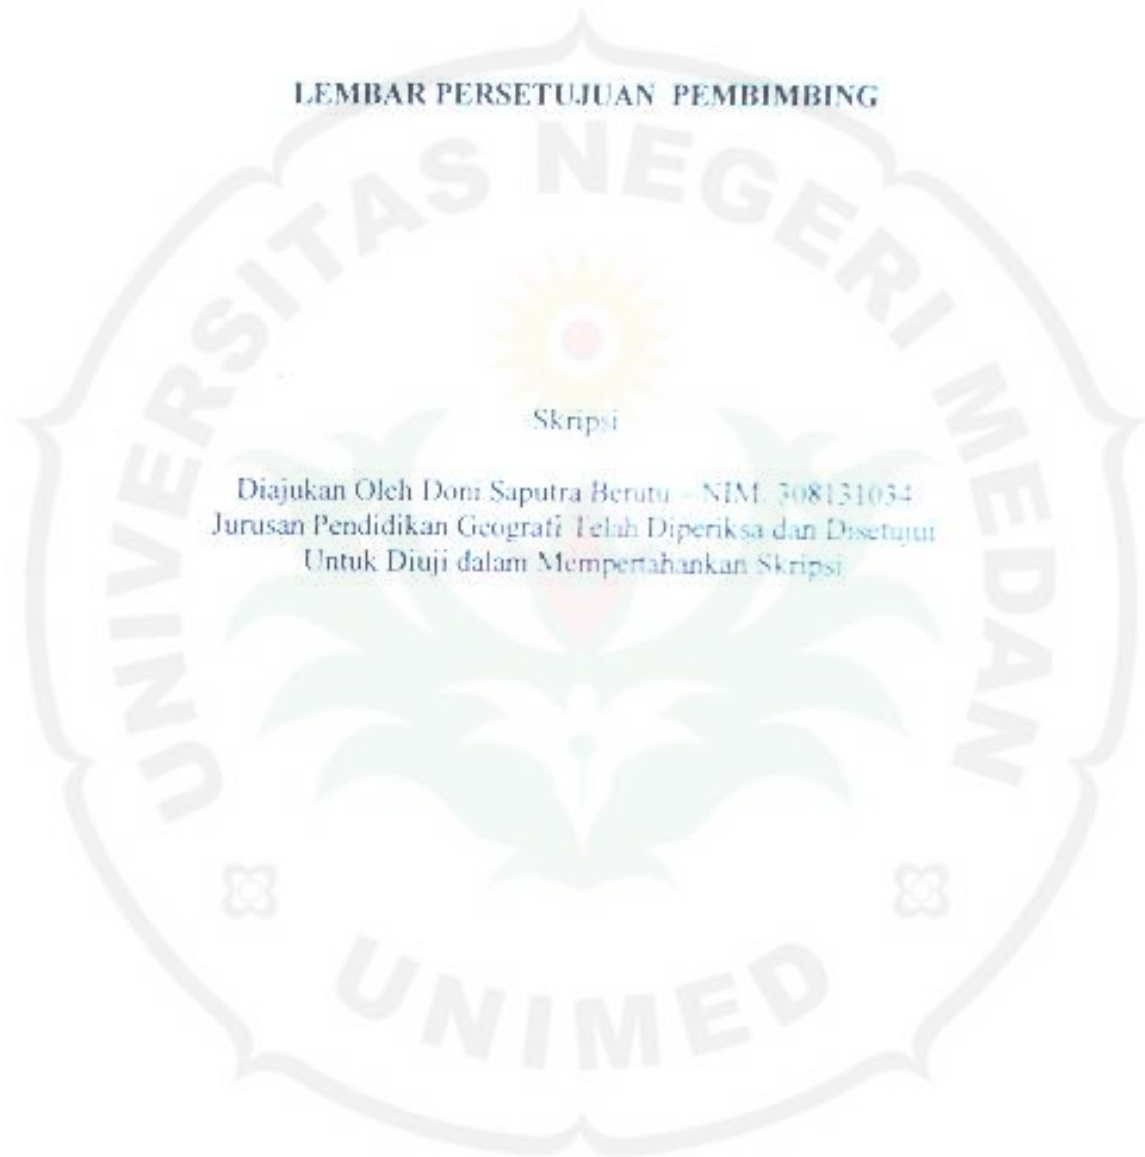 LEMBAR PERSETUJUAN PEMBIMBING
UNIVERSITAS NEGERI MEDAN
Skripsi
Diajukan Oleh Doni Saputra Berutu – NIM. 308131034
Jurusan Pendidikan Geografi Telah Diperiksa dan Disetujui
Untuk Diuji dalam Mempertahankan Skripsi
UNIMED